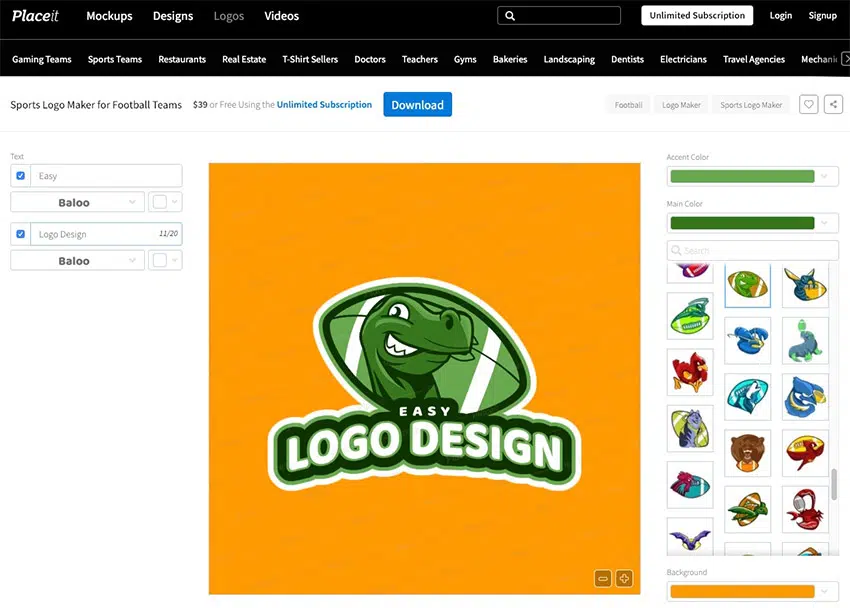 Placeit Mockups Designs Logos Videos Unlimited Subscription Login Signup
Gaming Teams Sports Teams Restaurants Real Estate T-Shirt Sellers Doctors Teachers Gyms Bakeries Landscaping Dentists Electricians Travel Agencies Mechani
Sports Logo Maker for Football Teams $39 or Free Using the Unlimited Subscription Download Football Logo Maker Sports Logo Maker
Text
Easy
Baloo
Logo Design 11/20
Baloo
EASY
LOGO DESIGN
Accent Color
Main Color
Search
Background